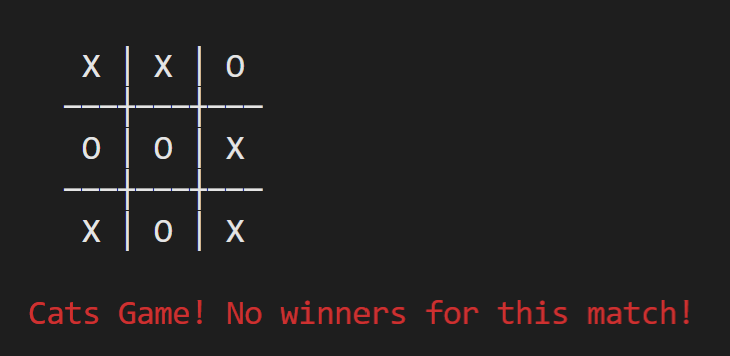 X | X | O
O | O | X
X | O | X
Cats Game! No winners for this match!